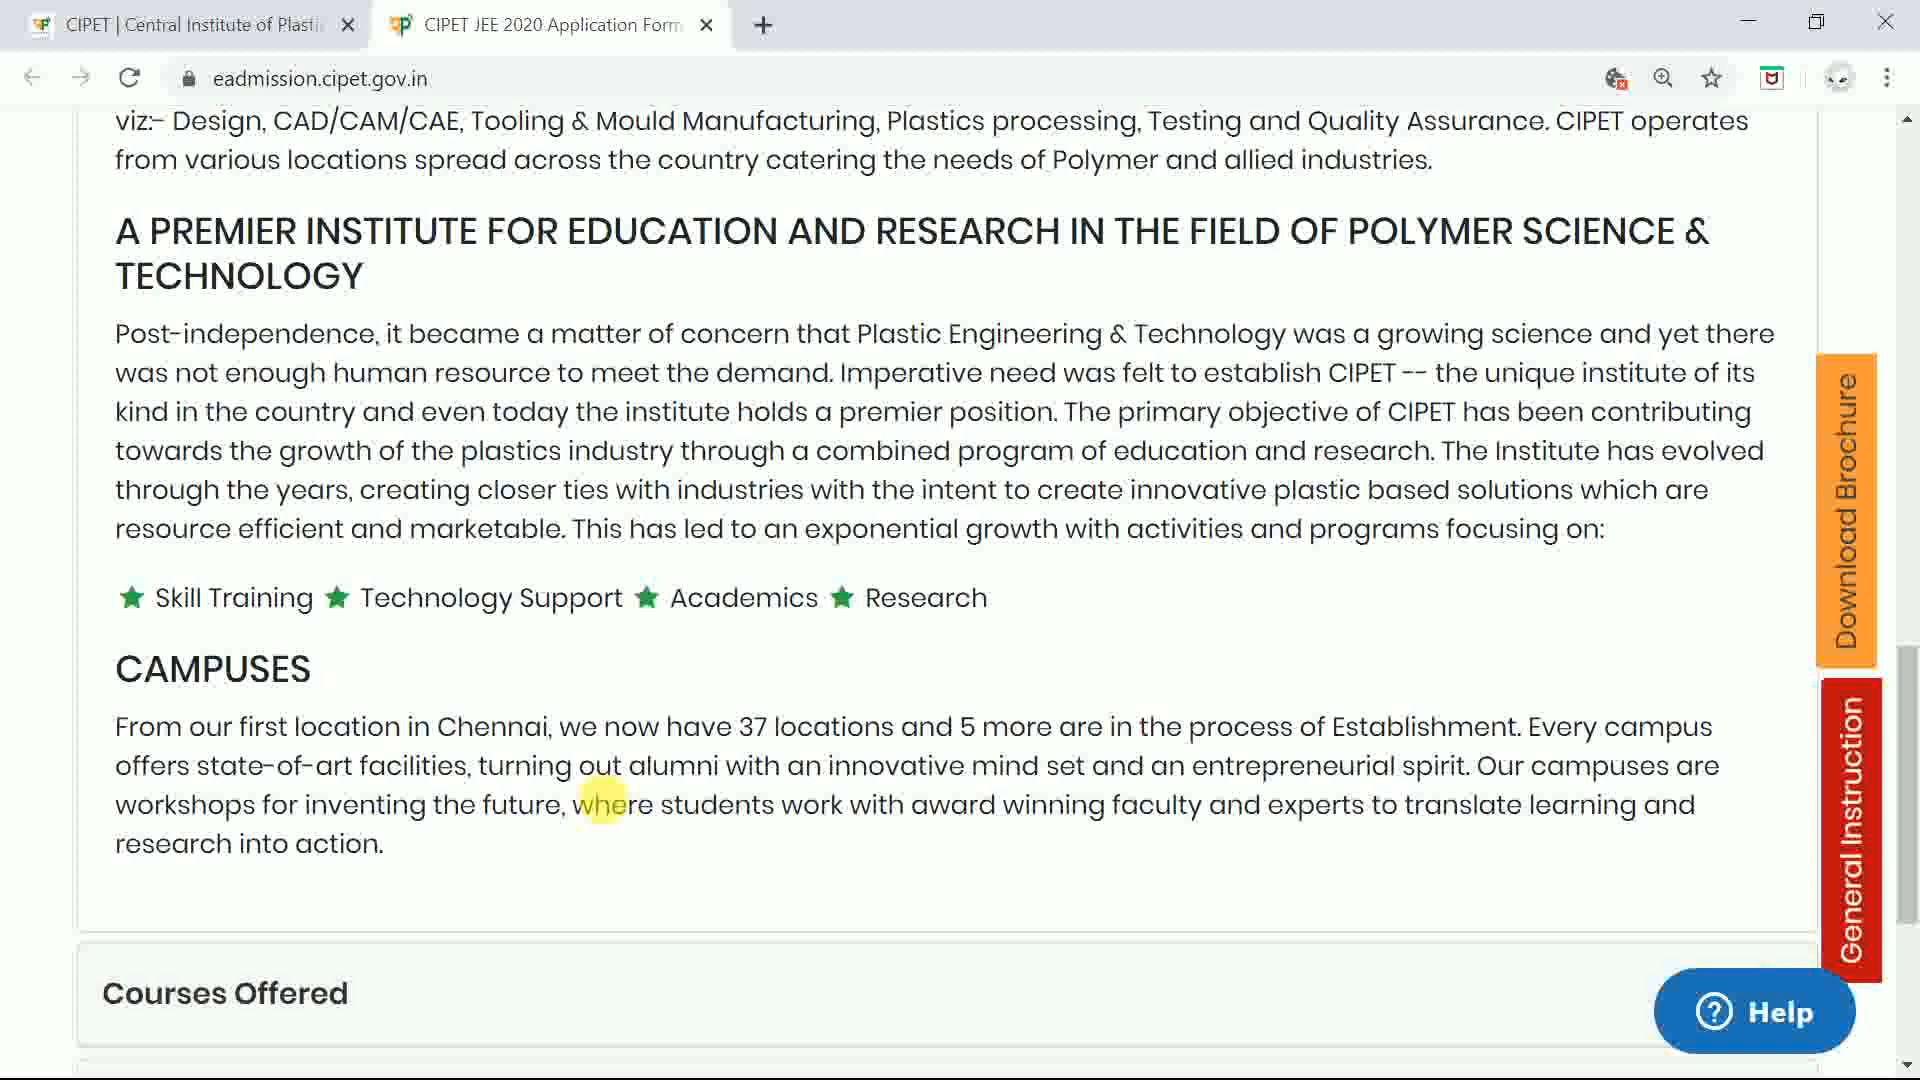 CIPET | Central Institute of Plasti
CIPET JEE 2020 Application Form
eadmission.cipet.gov.in
viz:- Design, CAD/CAM/CAE, Tooling & Mould Manufacturing, Plastics processing, Testing and Quality Assurance. CIPET operates
from various locations spread across the country catering the needs of Polymer and allied industries.
A PREMIER INSTITUTE FOR EDUCATION AND RESEARCH IN THE FIELD OF POLYMER SCIENCE &
TECHNOLOGY
Post-independence, it became a matter of concern that Plastic Engineering & Technology was a growing science and yet there
was not enough human resource to meet the demand. Imperative need was felt to establish CIPET -- the unique institute of its
kind in the country and even today the institute holds a premier position. The primary objective of CIPET has been contributing
towards the growth of the plastics industry through a combined program of education and research. The Institute has evolved
through the years, creating closer ties with industries with the intent to create innovative plastic based solutions which are
resource efficient and marketable. This has led to an exponential growth with activities and programs focusing on:
Skill Training Technology Support Academics Research
CAMPUSES
From our first location in Chennai, we now have 37 locations and 5 more are in the process of Establishment. Every campus
offers state-of-art facilities, turning out alumni with an innovative mind set and an entrepreneurial spirit. Our campuses are
workshops for inventing the future, where students work with award winning faculty and experts to translate learning and
research into action.
Courses Offered
Download Brochure
General Instruction
Help